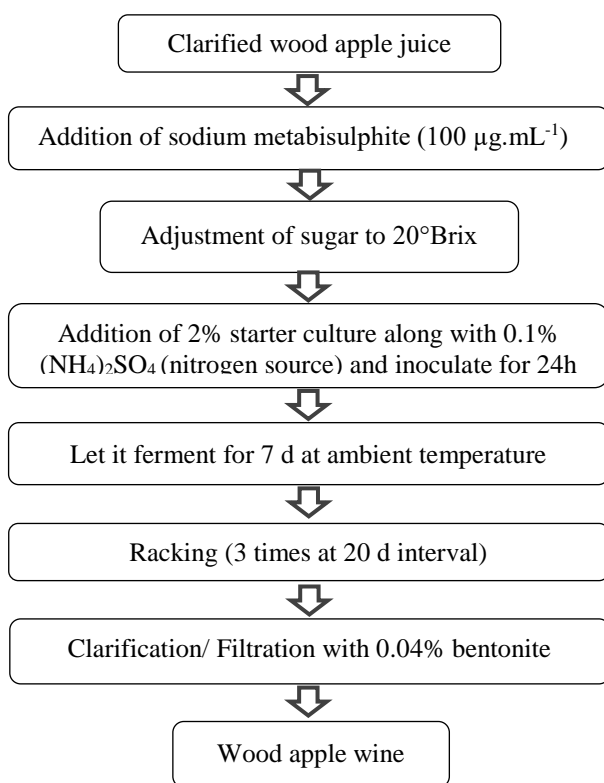 Clarified wood apple juice
Addition of sodium metabisulphite (100 µg.mL⁻¹)
Adjustment of sugar to 20°Brix
Addition of 2% starter culture along with 0.1%
(NH₄)₂SO₄ (nitrogen source) and inoculate for 24h
Let it ferment for 7 d at ambient temperature
Racking (3 times at 20 d interval)
Clarification/ Filtration with 0.04% bentonite
Wood apple wine